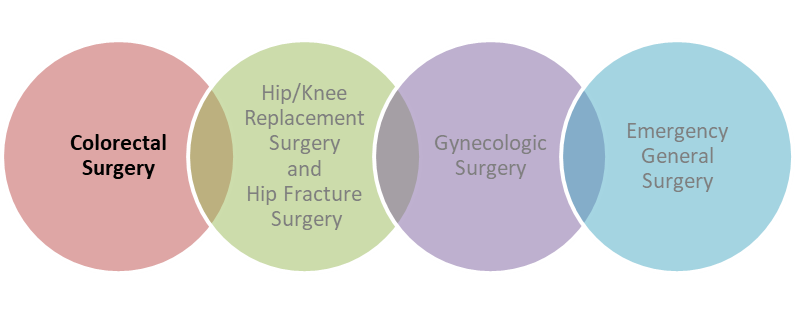 Colorectal
Surgery
Hip/Knee
Replacement
Surgery
and
Hip Fracture
Surgery
Gynecologic
Surgery
Emergency
General
Surgery